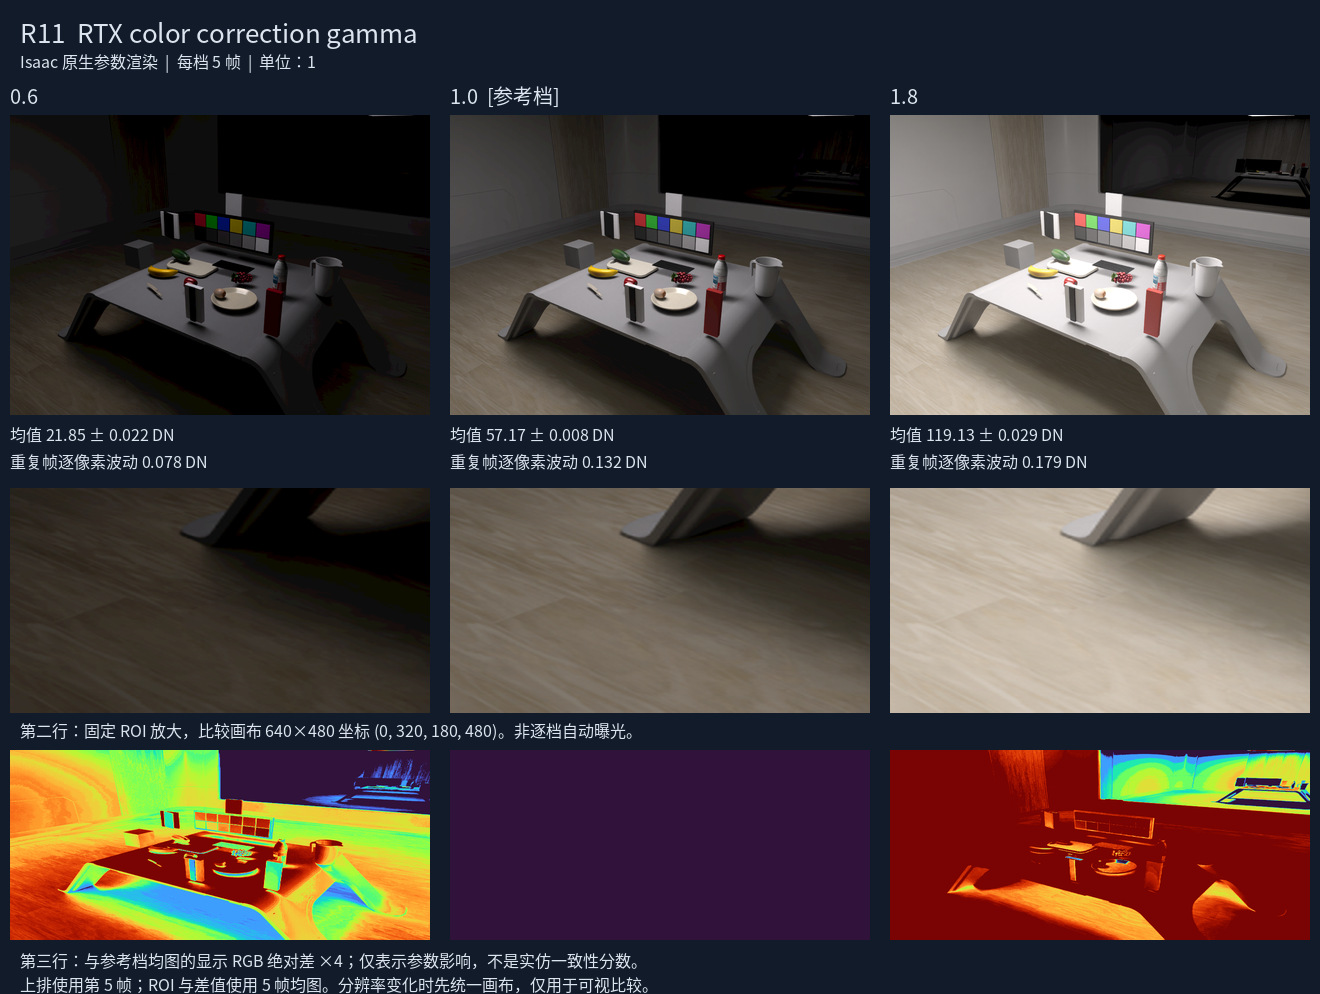 R11 RTX color correction gamma
Isaac 原生参数渲染 | 每档 5 帧 | 单位：1
0.6
1.0 [参考档]
1.8
均值 21.85 ± 0.022 DN
重复帧逐像素波动 0.078 DN
均值 57.17 ± 0.008 DN
重复帧逐像素波动 0.132 DN
均值 119.13 ± 0.029 DN
重复帧逐像素波动 0.179 DN
第二行：固定 ROI 放大，比较画布 640×480 坐标 (0, 320, 180, 480)。非逐档自动曝光。
第三行：与参考档均图的显示 RGB 绝对差 ×4；仅表示参数影响，不是实仿一致性分数。
上排使用第 5 帧；ROI 与差值使用 5 帧均图。分辨率变化时先统一画布，仅用于可视比较。